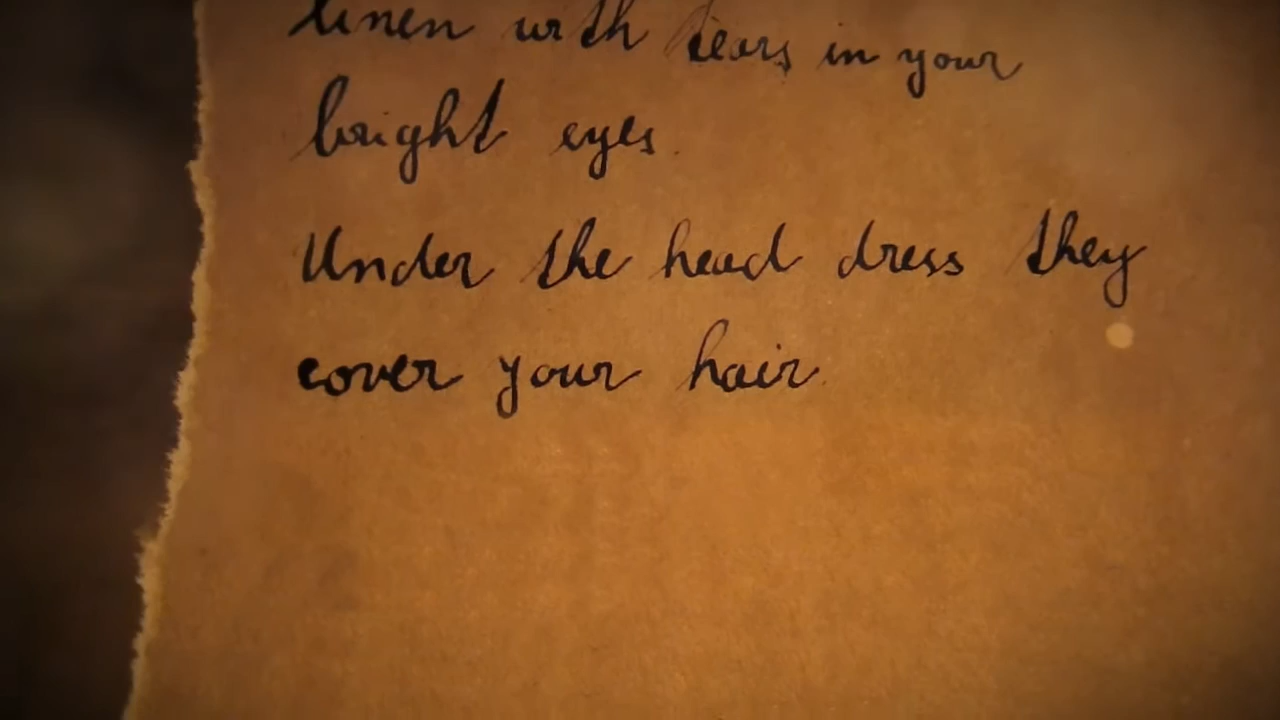 linen with tears in your
bright eyes.
Under the head dress they
cover your hair.